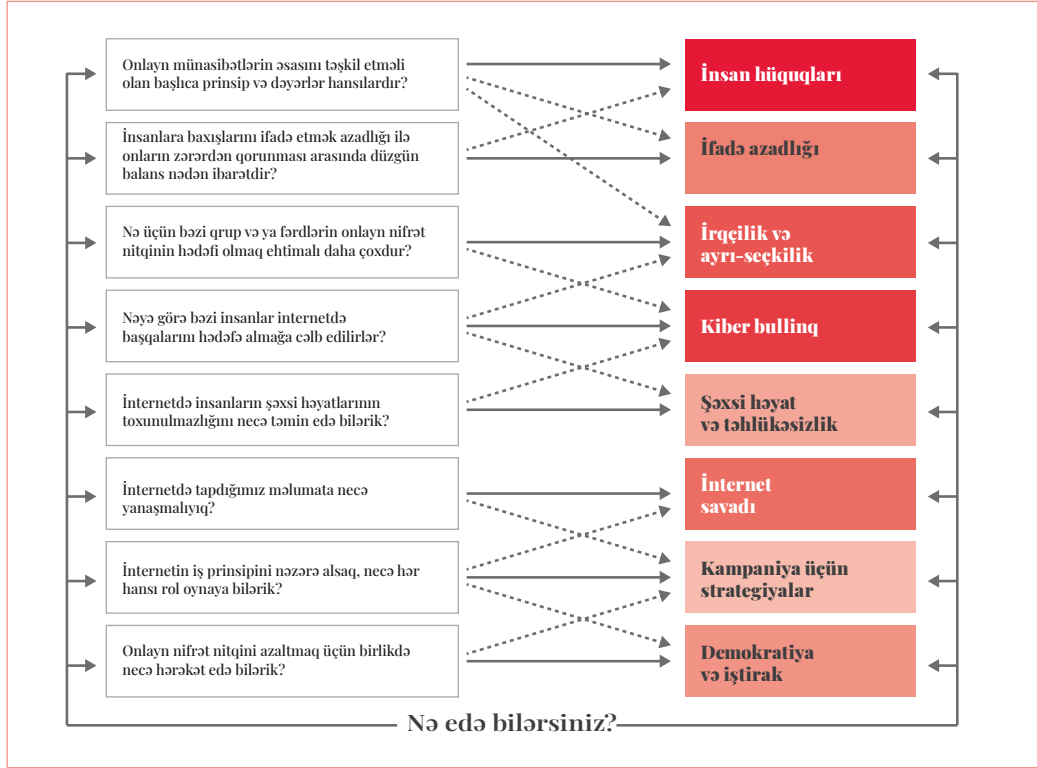 Onlayn münasibətlərin əsasını təşkil etməli
olan başlıca prinsip və dəyərlər hansılardır?
İnsan hüquqları
İnsanlara baxışlarını ifadə etmək azadlığı ilə
onların zərərdən qorunması arasında düzgün
balans nədən ibarətdir?
İfadə azadlığı
Nə üçün bəzi qrup və ya fərdlərin onlayn nifrət
nitqinin hədəfi olmaq ehtimalı daha çoxdur?
İrqçilik və
ayrı-seçkilik
Nəyə görə bəzi insanlar internetdə
başqalarını hədəfə almağa cəlb edilirlər?
Kiber bullinq
İnternetdə insanların şəxsi həyatlarının
toxunulmazlığını necə təmin edə bilərik?
Şəxsi həyat
və təhlükəsizlik
İnternetdə tapdığımız məlumata necə
yanaşmalıyıq?
İnternet
savadı
İnternetin iş prinsipini nəzərə alsaq, necə hər
hansı rol oynaya bilərik?
Kampaniya üçün
strategiyalar
Onlayn nifrət nitqini azaltmaq üçün birlikdə
necə hərəkət edə bilərik?
Demokratiya
və iştirak
Nə edə bilərsiniz?